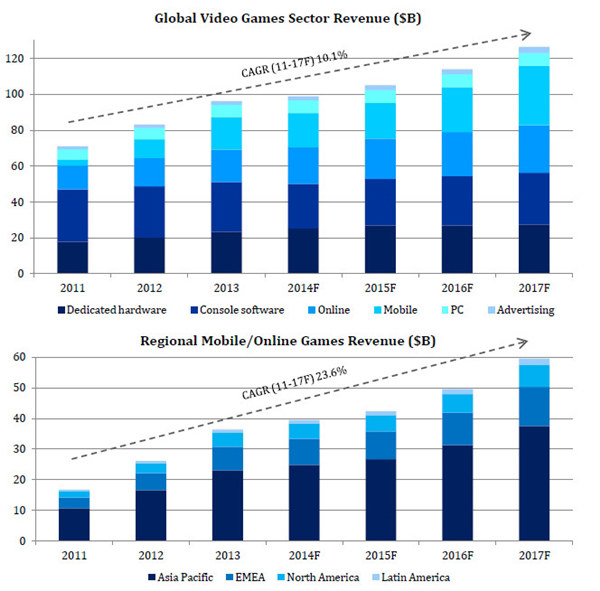 Global Video Games Sector Revenue ($B)
120
100
80
60
40
20
0
CAGR (11-17F) 10.1%
2011 2012 2013 2014F 2015F 2016F 2017F
Dedicated hardware Console software Online Mobile PC Advertising
Regional Mobile/Online Games Revenue ($B)
60
50
40
30
20
10
0
CAGR (11-17F) 23.6%
2011 2012 2013 2014F 2015F 2016F 2017F
Asia Pacific EMEA North America Latin America